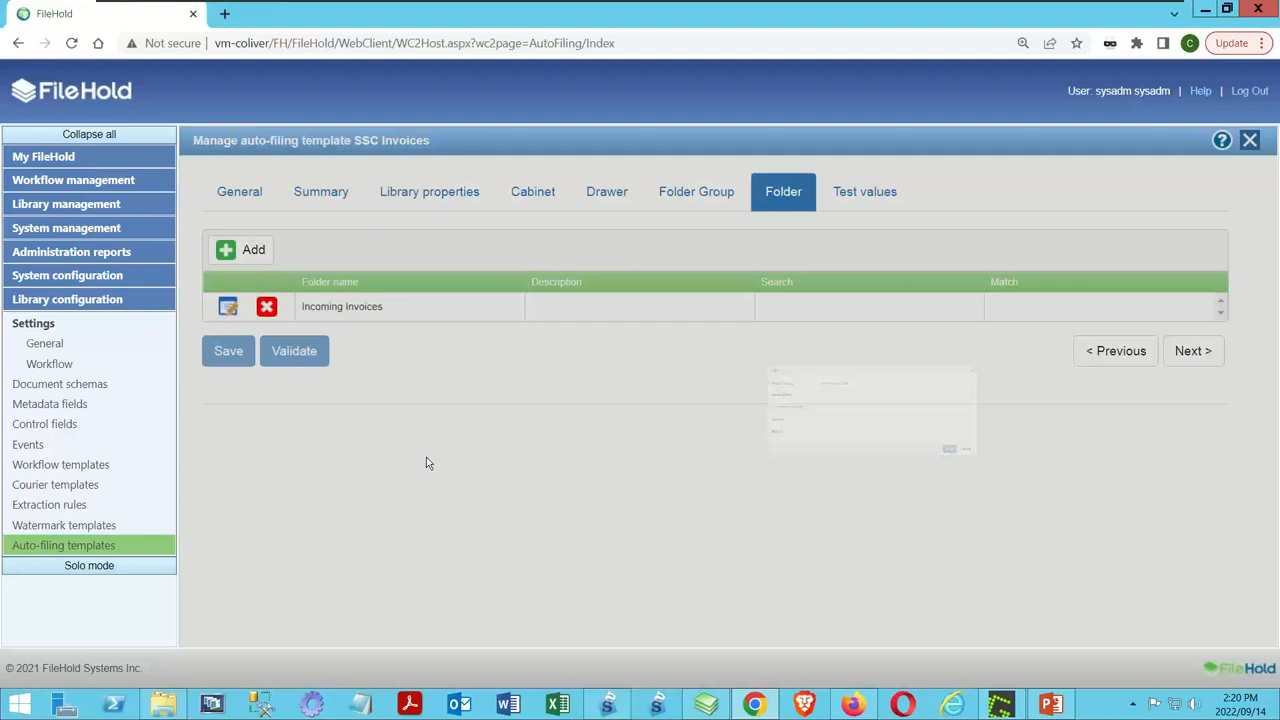 FileHold
Not secure
vm-coliver/FH/FileHold/WebClient/WC2Host.aspx?wc2page=AutoFiling/Index
C
Update
FileHold
User: sysadm sysadm | Help | Log Out
Collapse all
My FileHold
Workflow management
Library management
System management
Administration reports
System configuration
Library configuration
Settings
General
Workflow
Document schemas
Metadata fields
Control fields
Events
Workflow templates
Courier templates
Extraction rules
Watermark templates
Auto-filing templates
Solo mode
Manage auto-filing template SSC Invoices
General Summary Library properties Cabinet Drawer Folder Group Folder Test values
Add
Folder name Description Search Match
Incoming Invoices
Save Validate < Previous Next >
© 2021 FileHold Systems Inc.
FileHold
2:20 PM
2022/09/14